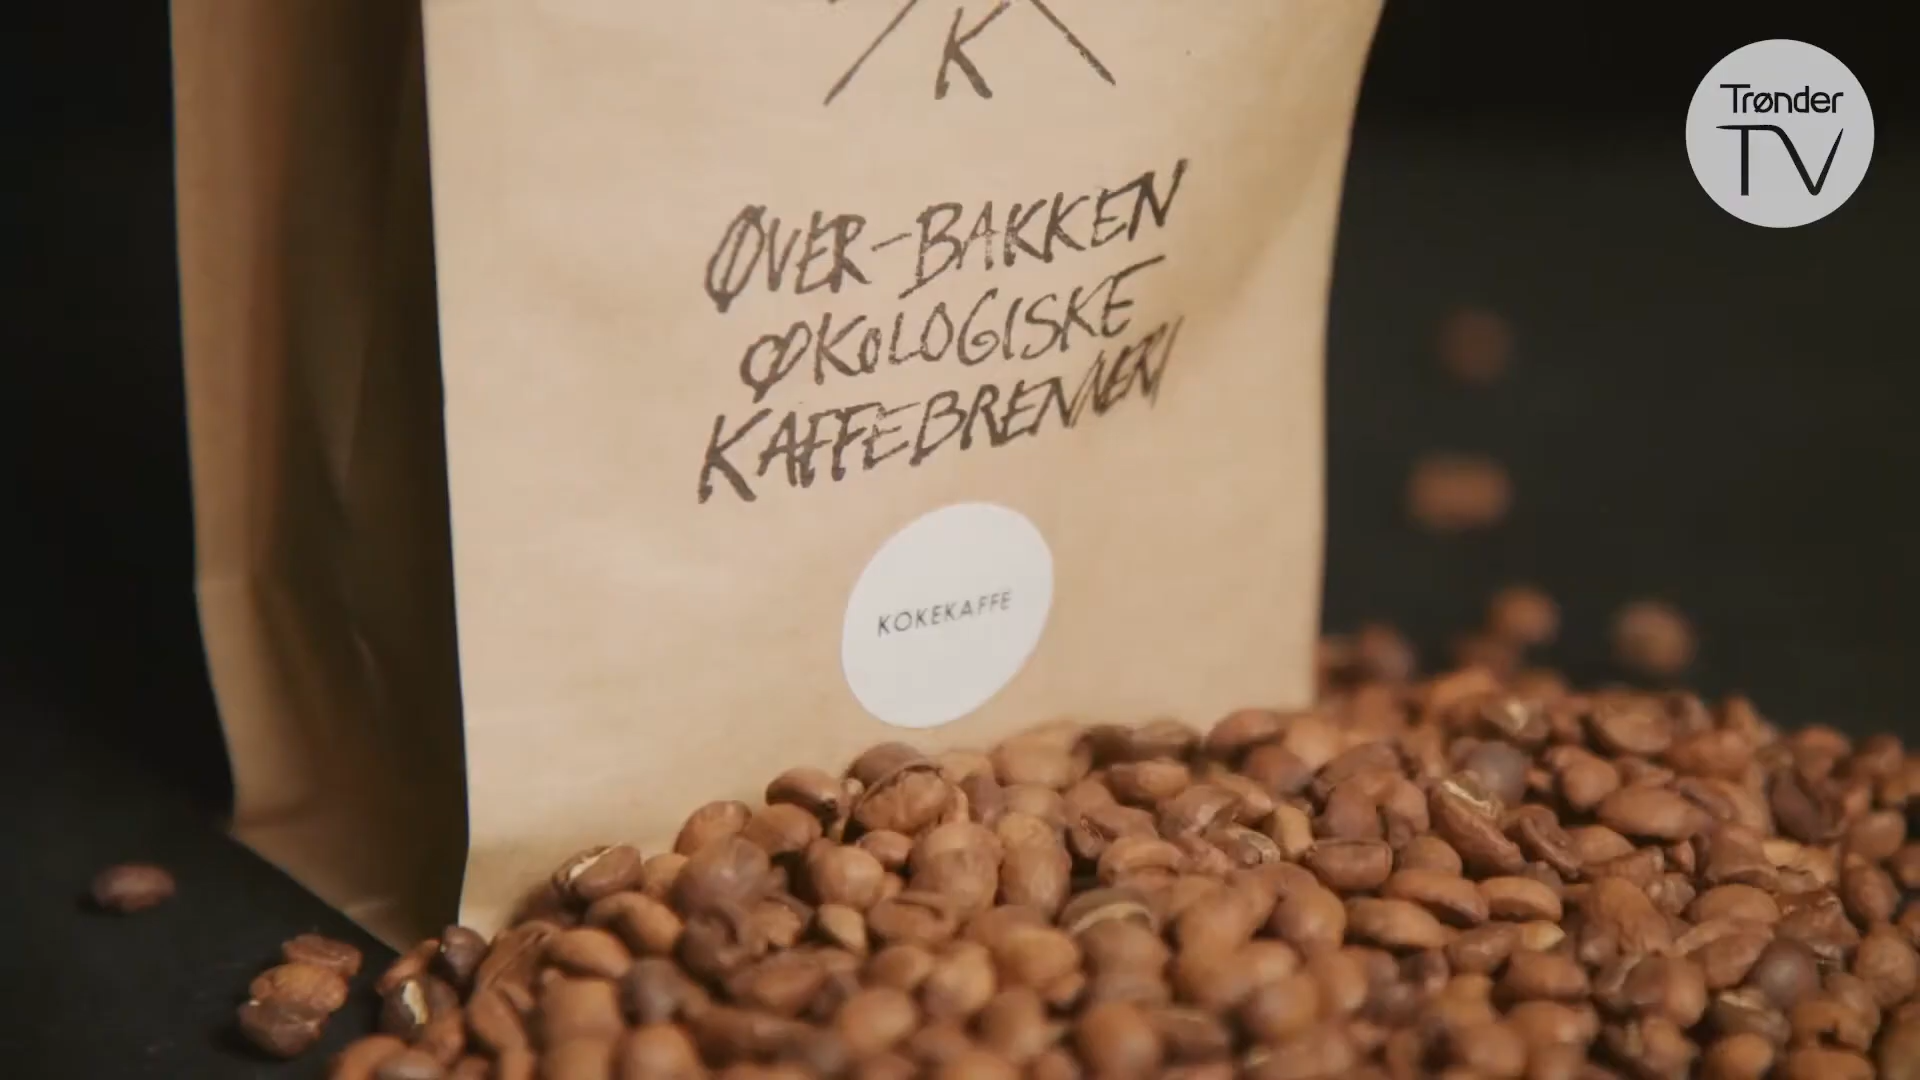 K
ØVER-BAKKEN
ØKOLOGISKE
KAFFEBRENNERI
KOKEKAFFE
Trønder
TV